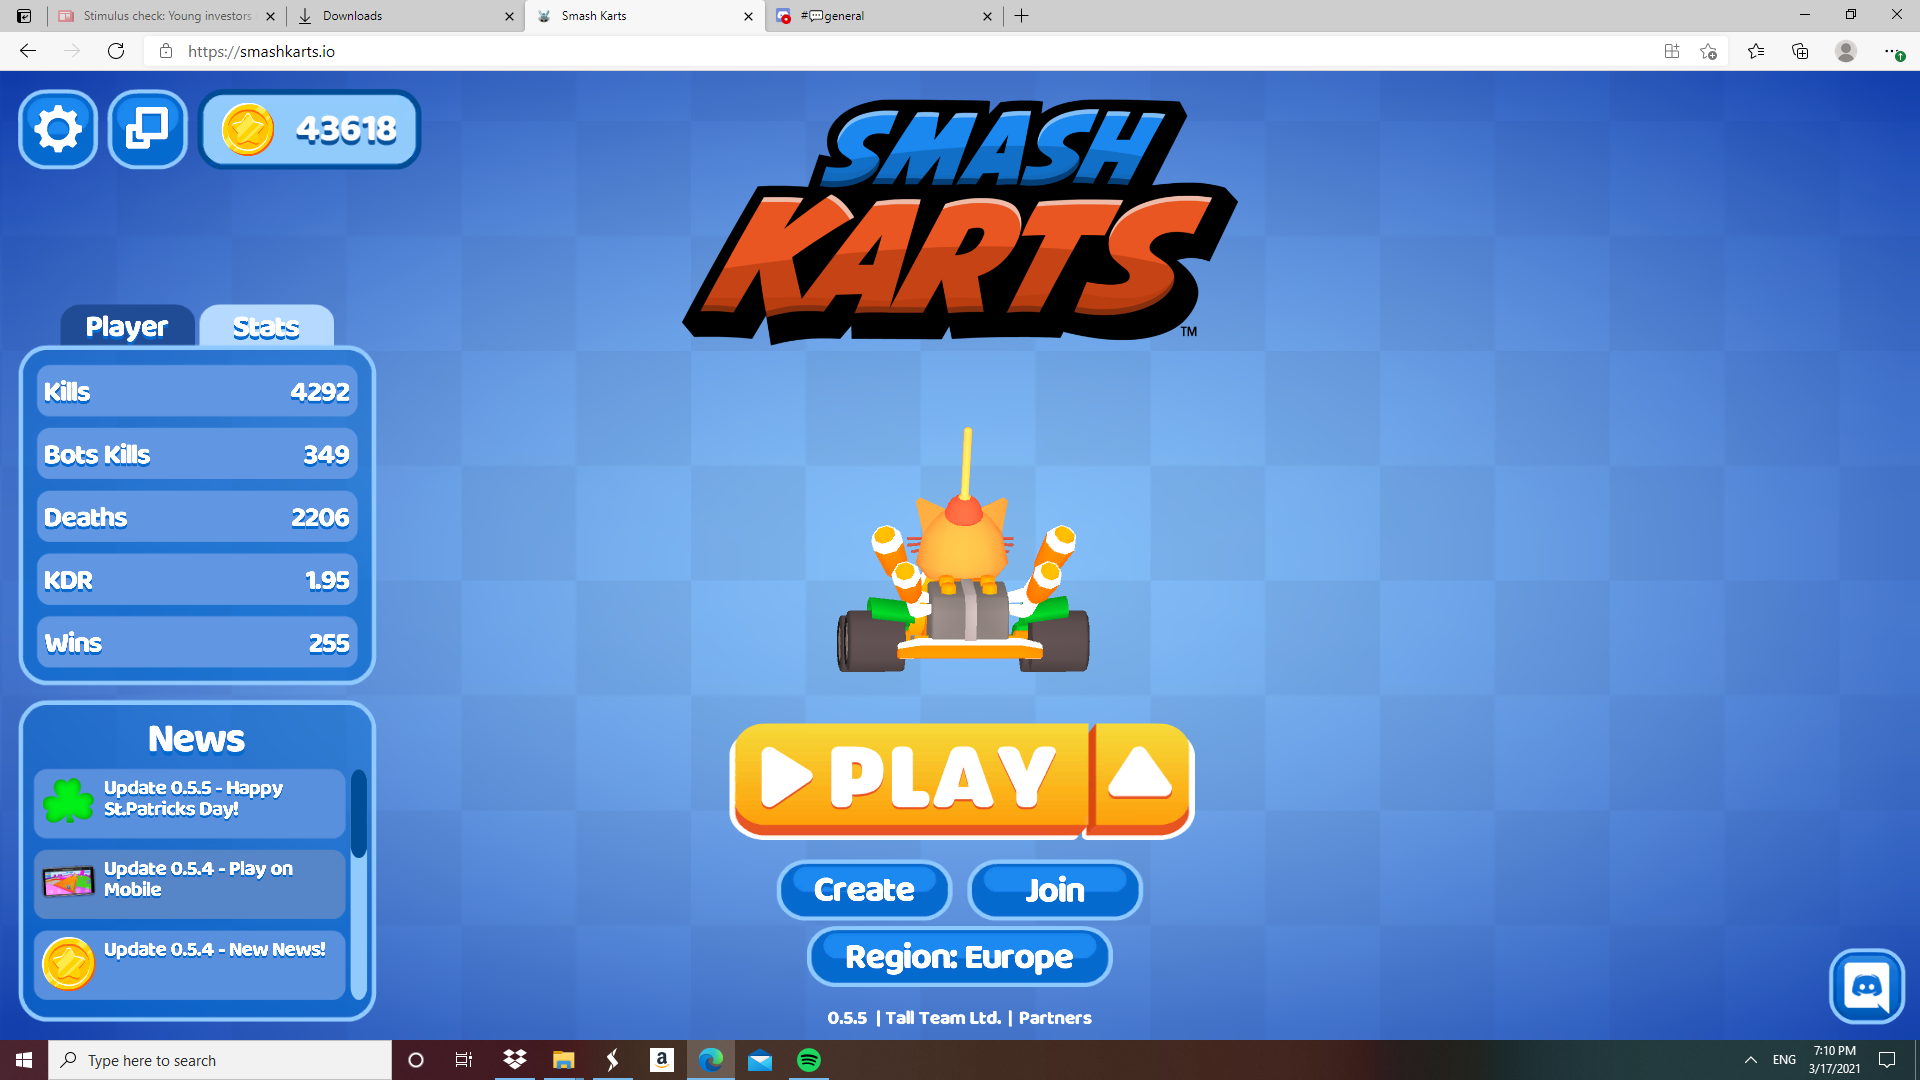 Stimulus check: Young investors
Downloads
Smash Karts
#💬general
https://smashkarts.io
43618
SMASH
KARTS
TM
Player
Stats
Kills 4292
Bots Kills 349
Deaths 2206
KDR 1.95
Wins 255
News
Update 0.5.5 - Happy
St.Patricks Day!
Update 0.5.4 - Play on
Mobile
Update 0.5.4 - New News!
PLAY
Create
Join
Region: Europe
0.5.5 | Tall Team Ltd. | Partners
Type here to search
a
ENG
7:10 PM
3/17/2021